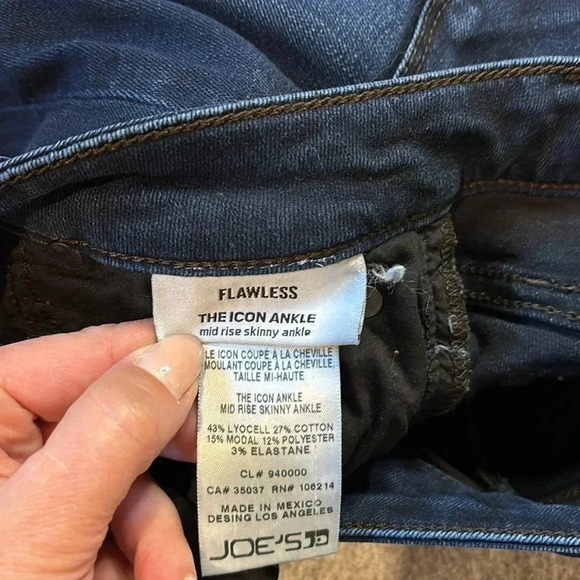 FLAWLESS
THE ICON ANKLE
mid rise skinny ankle
LE ICON COUPÉ À LA CHEVILLE
MOULANT COUPÉ À LA CHEVILLE,
TAILLE MI-HAUTE
THE ICON ANKLE
MID RISE SKINNY ANKLE
43% LYOCELL 27% COTTON
15% MODAL 12% POLYESTER
3% ELASTANE
CL# 940000
CA# 35037 RN# 106214
MADE IN MEXICO
DESING LOS ANGELES
JOE'S